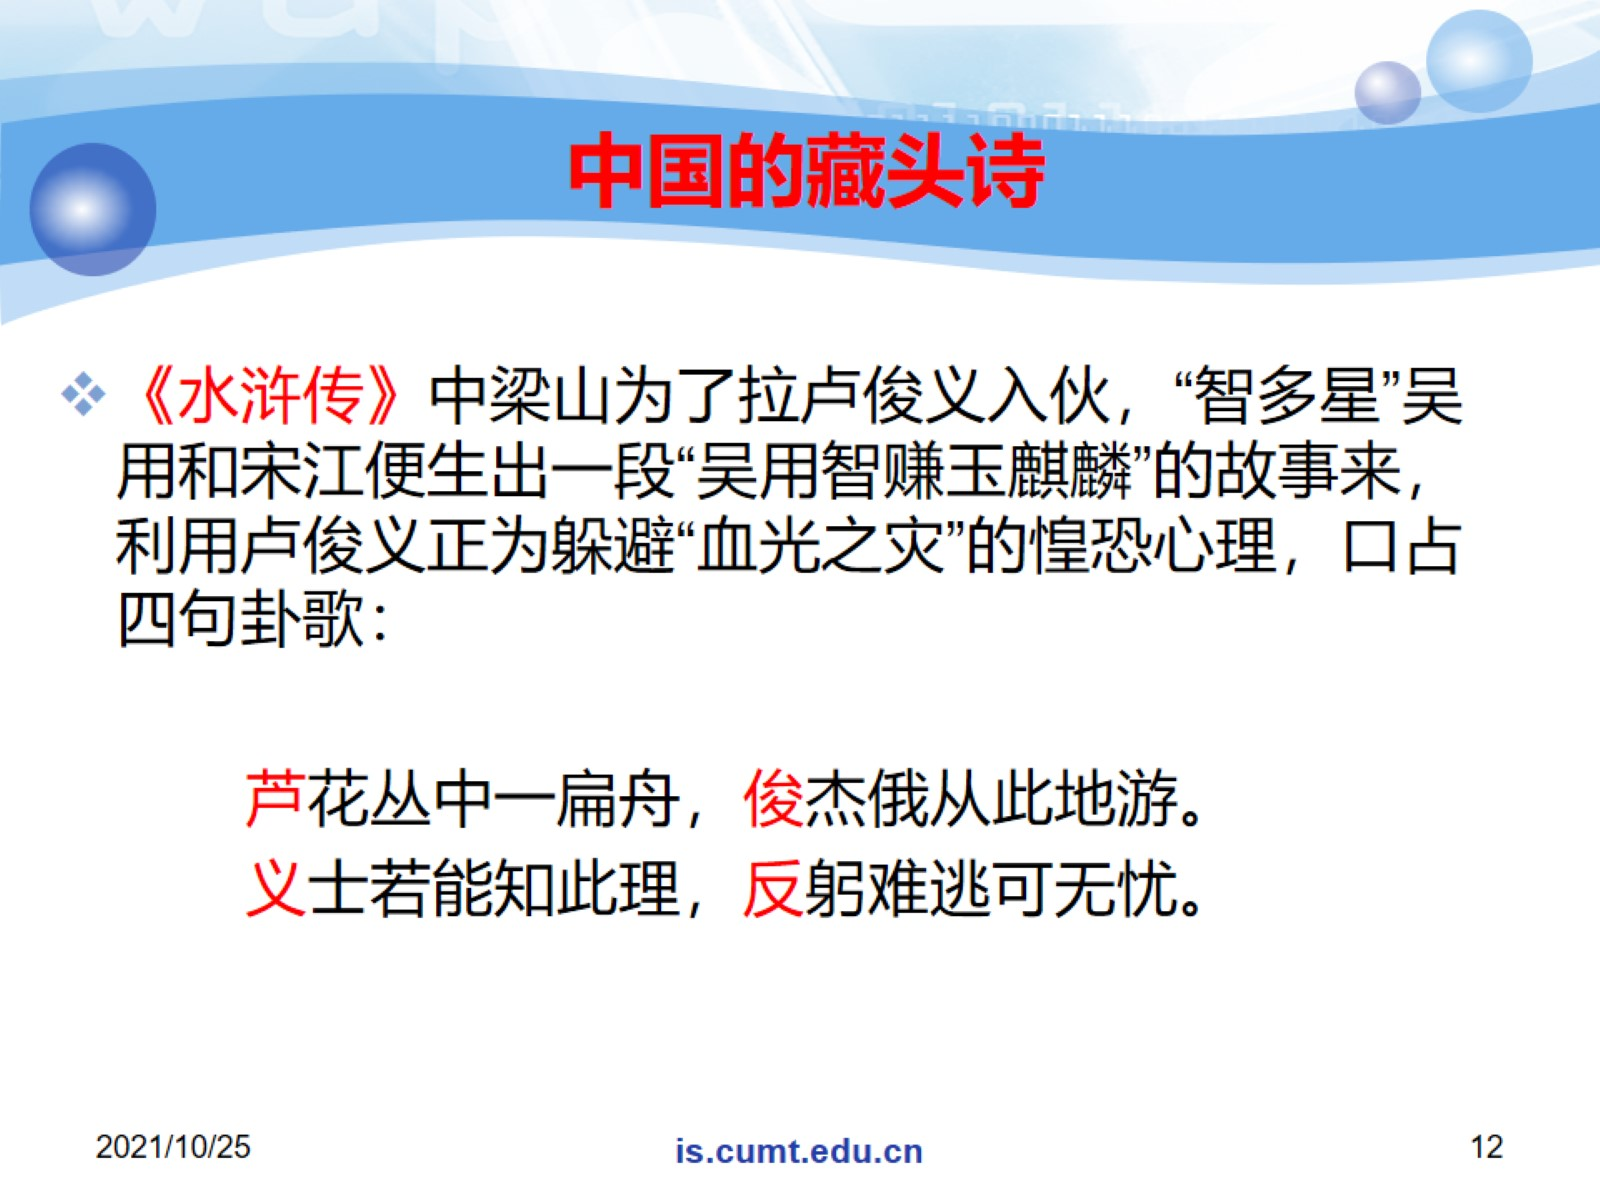 中国的藏头诗
《水浒传》中梁山为了拉卢俊义入伙，“智多星”吴
用和宋江便生出一段“吴用智赚玉麒麟”的故事来，
利用卢俊义正为躲避“血光之灾”的惶恐心理，口占
四句卦歌：
芦花丛中一扁舟，俊杰俄从此地游。
义士若能知此理，反躬难逃可无忧。
2021/10/25
is.cumt.edu.cn
12